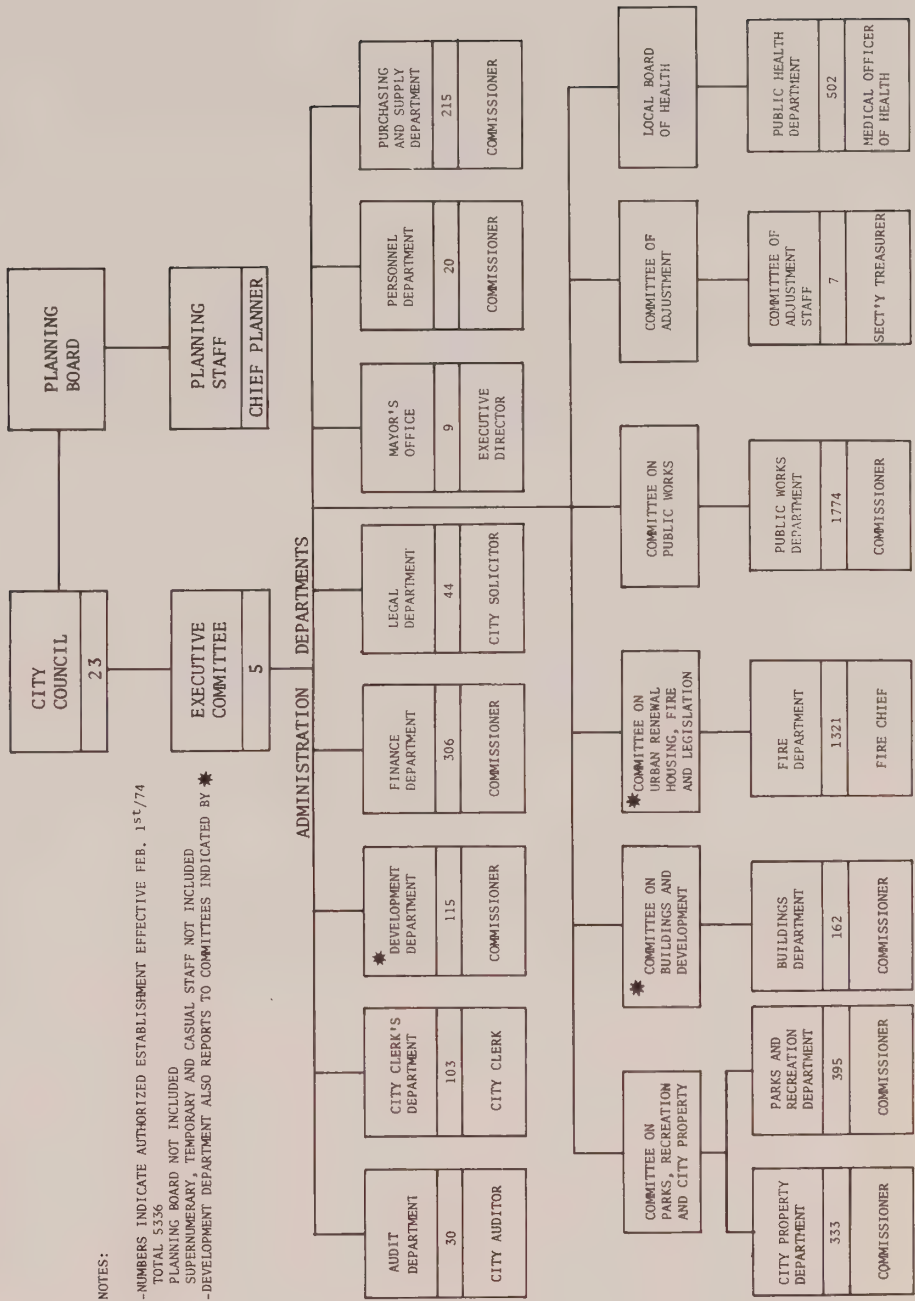 NOTES:
-NUMBERS INDICATE AUTHORIZED ESTABLISHMENT EFFECTIVE FEB. 1st/74
TOTAL 5336
PLANNING BOARD NOT INCLUDED
SUPERNUMERARY, TEMPORARY AND CASUAL STAFF NOT INCLUDED
-DEVELOPMENT DEPARTMENT ALSO REPORTS TO COMMITTEES INDICATED BY ✷
CITY
COUNCIL
23
PLANNING
BOARD
EXECUTIVE
COMMITTEE
5
PLANNING
STAFF
CHIEF PLANNER
ADMINISTRATION DEPARTMENTS
AUDIT
DEPARTMENT
30
CITY AUDITOR
CITY CLERK'S
DEPARTMENT
103
CITY CLERK
✷
DEVELOPMENT
DEPARTMENT
115
COMMISSIONER
FINANCE
DEPARTMENT
306
COMMISSIONER
LEGAL
DEPARTMENT
44
CITY SOLICITOR
MAYOR'S
OFFICE
9
EXECUTIVE
DIRECTOR
PERSONNEL
DEPARTMENT
20
COMMISSIONER
PURCHASING
AND SUPPLY
DEPARTMENT
215
COMMISSIONER
COMMITTEE ON
PARKS, RECREATION
AND CITY PROPERTY
✷
COMMITTEE ON
BUILDINGS AND
DEVELOPMENT
✷COMMITTEE ON
URBAN RENEWAL
HOUSING, FIRE
AND LEGISLATION
COMMITTEE ON
PUBLIC WORKS
COMMITTEE OF
ADJUSTMENT
LOCAL BOARD
OF HEALTH
CITY PROPERTY
DEPARTMENT
333
COMMISSIONER
PARKS AND
RECREATION
DEPARTMENT
395
COMMISSIONER
BUILDINGS
DEPARTMENT
162
COMMISSIONER
FIRE
DEPARTMENT
1321
FIRE CHIEF
PUBLIC WORKS
DEPARTMENT
1774
COMMISSIONER
COMMITTEE OF
ADJUSTMENT
STAFF
7
SECT'Y TREASURER
PUBLIC HEALTH
DEPARTMENT
502
MEDICAL OFFICER
OF HEALTH